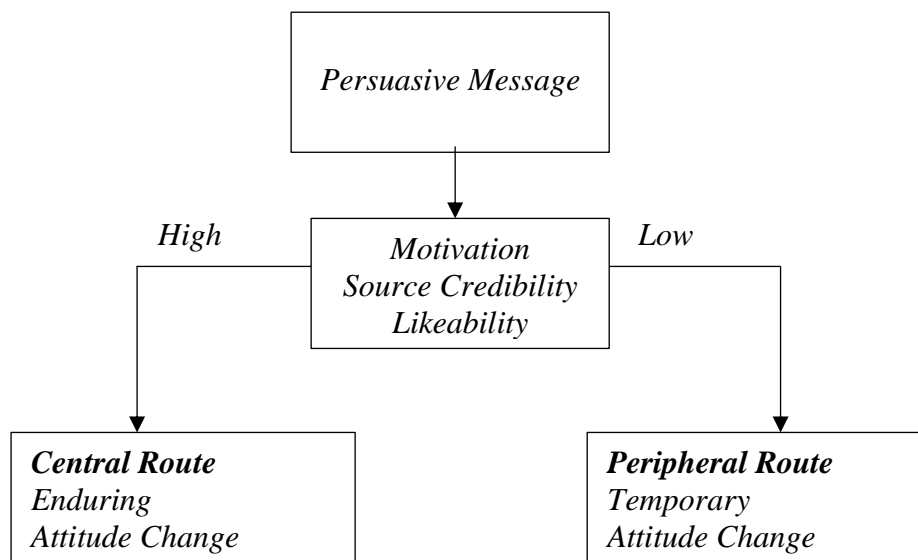 Persuasive Message
High
Low
Motivation
Source Credibility
Likeability
Central Route
Enduring
Attitude Change
Peripheral Route
Temporary
Attitude Change